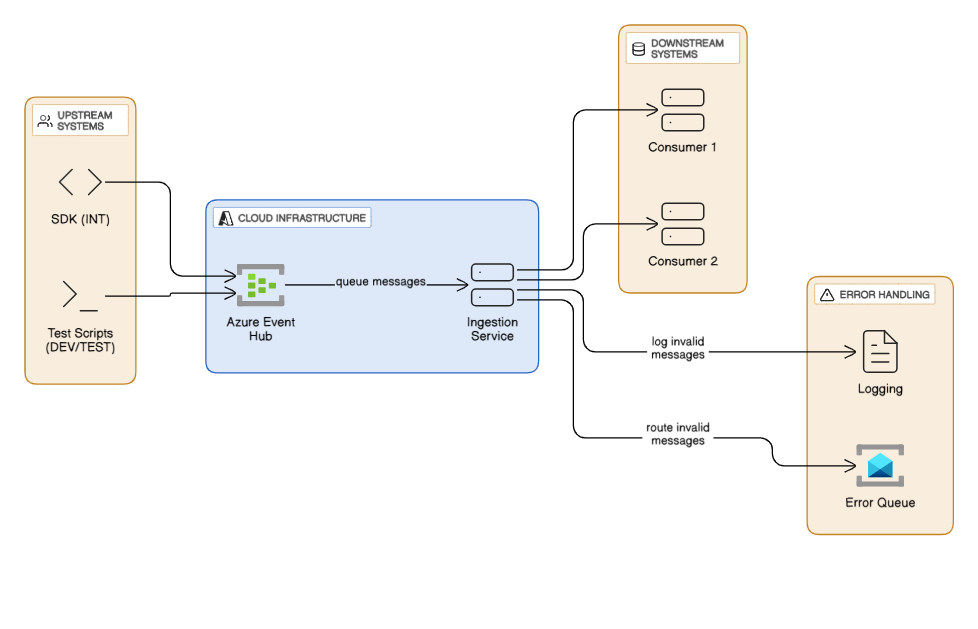 UPSTREAM
SYSTEMS
SDK (INT)
Test Scripts
(DEV/TEST)
CLOUD INFRASTRUCTURE
Azure Event
Hub
queue messages
Ingestion
Service
DOWNSTREAM
SYSTEMS
Consumer 1
Consumer 2
log invalid
messages
route invalid
messages
ERROR HANDLING
Logging
Error Queue